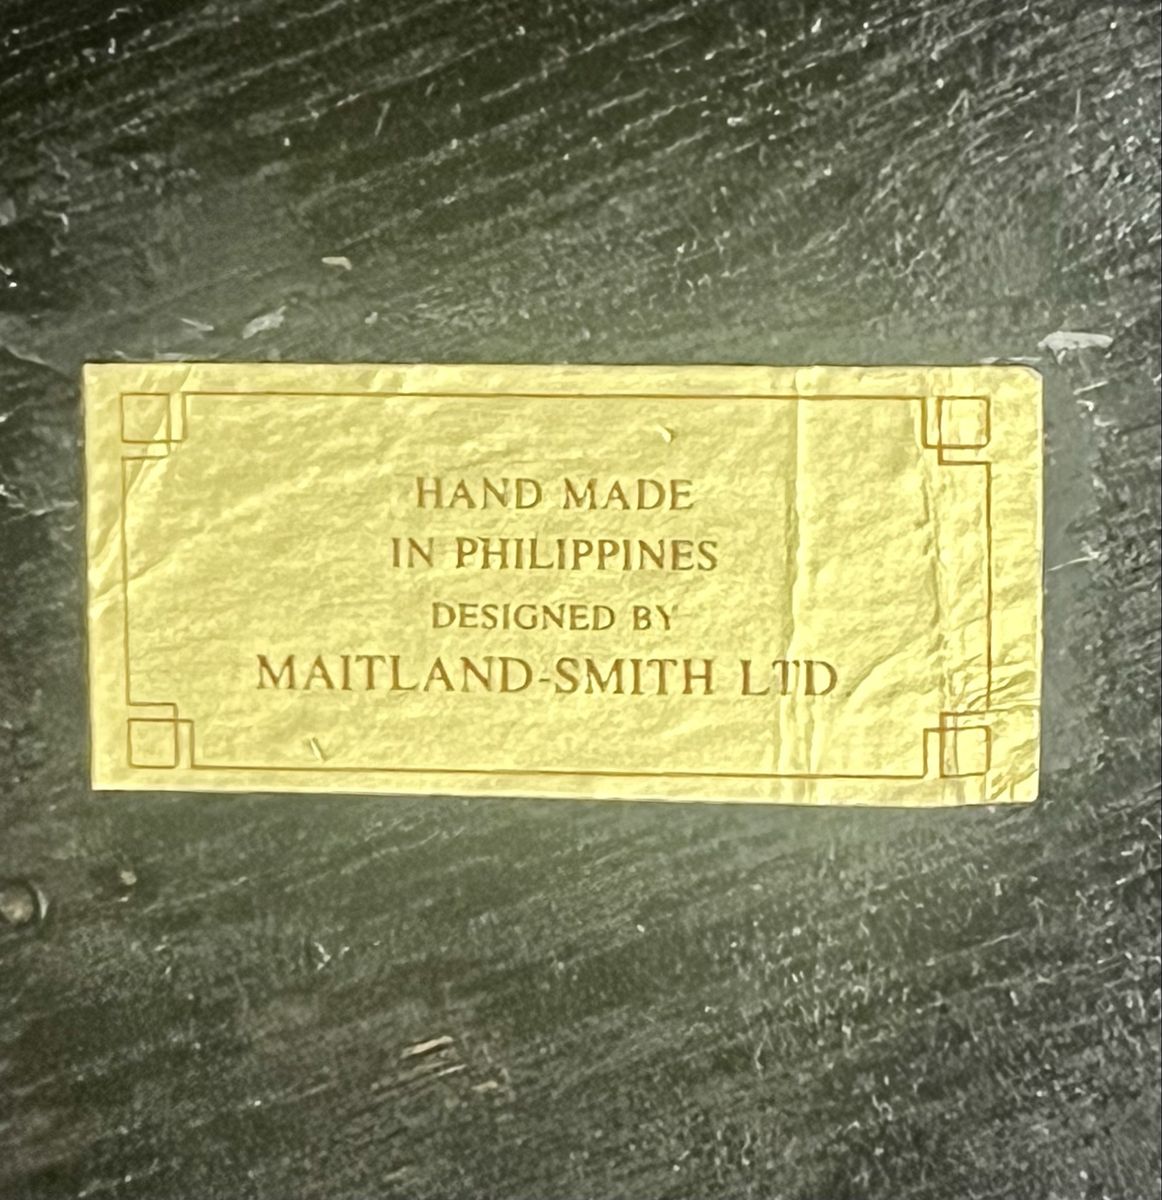 HAND MADE
IN PHILIPPINES
DESIGNED BY
MAITLAND-SMITH LTD